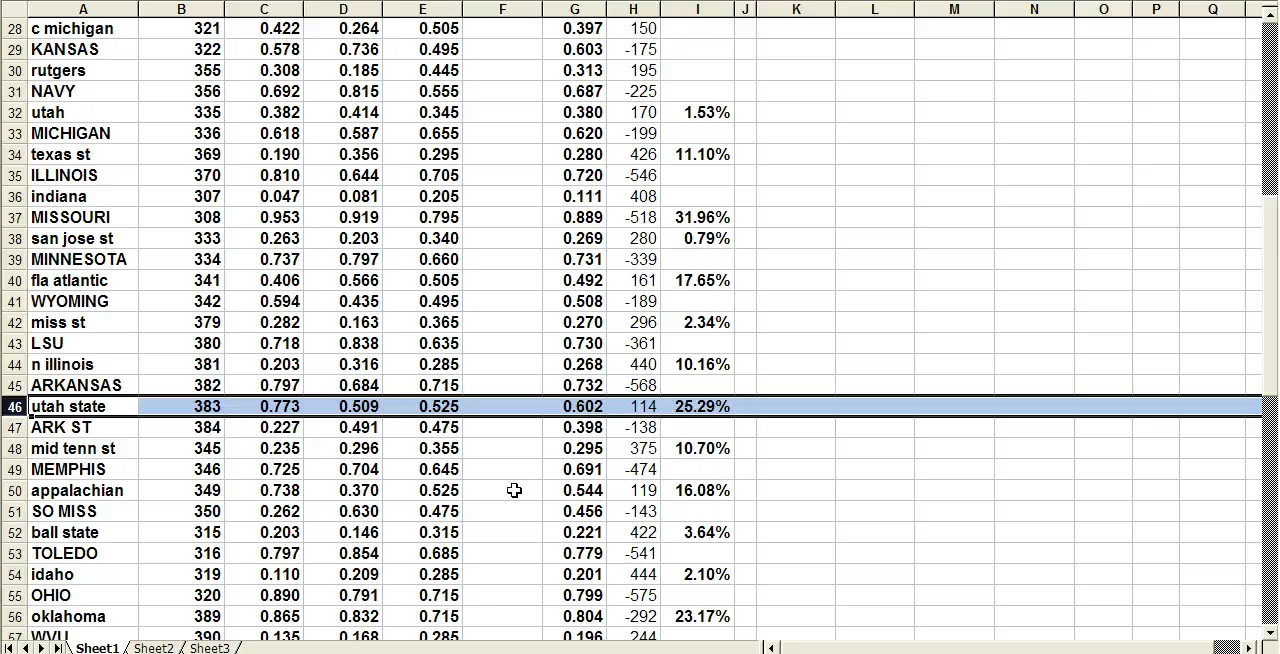 A B C D E F G H I J K L M N O P Q
28 c michigan 321 0.422 0.264 0.505 0.397 150
29 KANSAS 322 0.578 0.736 0.495 0.603 -175
30 rutgers 355 0.308 0.185 0.445 0.313 195
31 NAVY 356 0.692 0.815 0.555 0.687 -225
32 utah 335 0.382 0.414 0.345 0.380 170 1.53%
33 MICHIGAN 336 0.618 0.587 0.655 0.620 -199
34 texas st 369 0.190 0.356 0.295 0.280 426 11.10%
35 ILLINOIS 370 0.810 0.644 0.705 0.720 -546
36 indiana 307 0.047 0.081 0.205 0.111 408
37 MISSOURI 308 0.953 0.919 0.795 0.889 -518 31.96%
38 san jose st 333 0.263 0.203 0.340 0.269 280 0.79%
39 MINNESOTA 334 0.737 0.797 0.660 0.731 -339
40 fla atlantic 341 0.406 0.566 0.505 0.492 161 17.65%
41 WYOMING 342 0.594 0.435 0.495 0.508 -189
42 miss st 379 0.282 0.163 0.365 0.270 296 2.34%
43 LSU 380 0.718 0.838 0.635 0.730 -361
44 n illinois 381 0.203 0.316 0.285 0.268 440 10.16%
45 ARKANSAS 382 0.797 0.684 0.715 0.732 -568
46 utah state 383 0.773 0.509 0.525 0.602 114 25.29%
47 ARK ST 384 0.227 0.491 0.475 0.398 -138
48 mid tenn st 345 0.235 0.296 0.355 0.295 375 10.70%
49 MEMPHIS 346 0.725 0.704 0.645 0.691 -474
50 appalachian 349 0.738 0.370 0.525 0.544 119 16.08%
51 SO MISS 350 0.262 0.630 0.475 0.456 -143
52 ball state 315 0.203 0.146 0.315 0.221 422 3.64%
53 TOLEDO 316 0.797 0.854 0.685 0.779 -541
54 idaho 319 0.110 0.209 0.285 0.201 444 2.10%
55 OHIO 320 0.890 0.791 0.715 0.799 -575
56 oklahoma 389 0.865 0.832 0.715 0.804 -292 23.17%
57 WVU 390 0.135 0.168 0.285 0.196 244
Sheet1 Sheet2 Sheet3